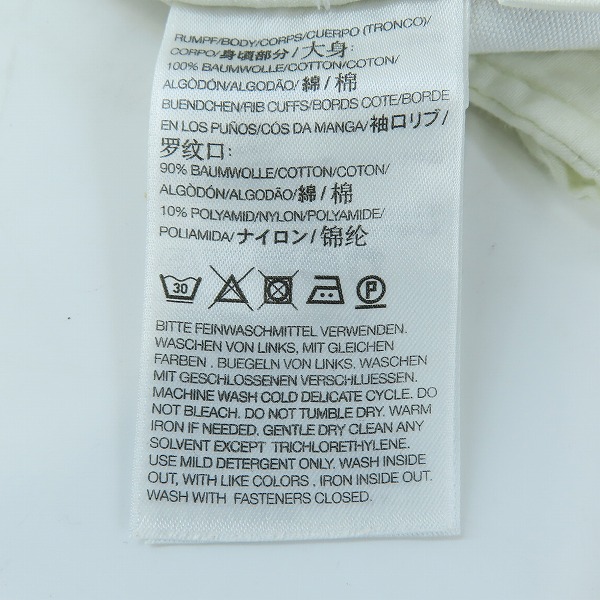 RUMPF/BODY/CORPS/CUERPO (TRONCO)/
CORPO/身頃部分/大身:
100% BAUMWOLLE/COTTON/COTON/
ALGODÓN/ALGODÃO/綿/棉
BUENDCHEN/RIB CUFFS/BORDS COTE/BORDE
EN LOS PUÑOS/CÓS DA MANGA/袖口リブ/
罗纹口:
90% BAUMWOLLE/COTTON/COTON/
ALGODÓN/ALGODÃO/綿/棉
10% POLYAMID/NYLON/POLYAMIDE/
POLIAMIDA/ナイロン/锦纶
30 P
BITTE FEINWASCHMITTEL VERWENDEN.
WASCHEN VON LINKS, MIT GLEICHEN
FARBEN . BUEGELN VON LINKS. WASCHEN
MIT GESCHLOSSENEN VERSCHLUESSEN.
MACHINE WASH COLD DELICATE CYCLE. DO
NOT BLEACH. DO NOT TUMBLE DRY. WARM
IRON IF NEEDED. GENTLE DRY CLEAN ANY
SOLVENT EXCEPT TRICHLORETHYLENE.
USE MILD DETERGENT ONLY. WASH INSIDE
OUT, WITH LIKE COLORS . IRON INSIDE OUT.
WASH WITH FASTENERS CLOSED.